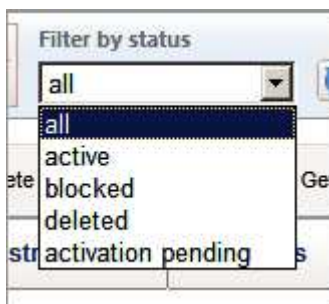 Filter by status
all
all
active
blocked
deleted
activation pending